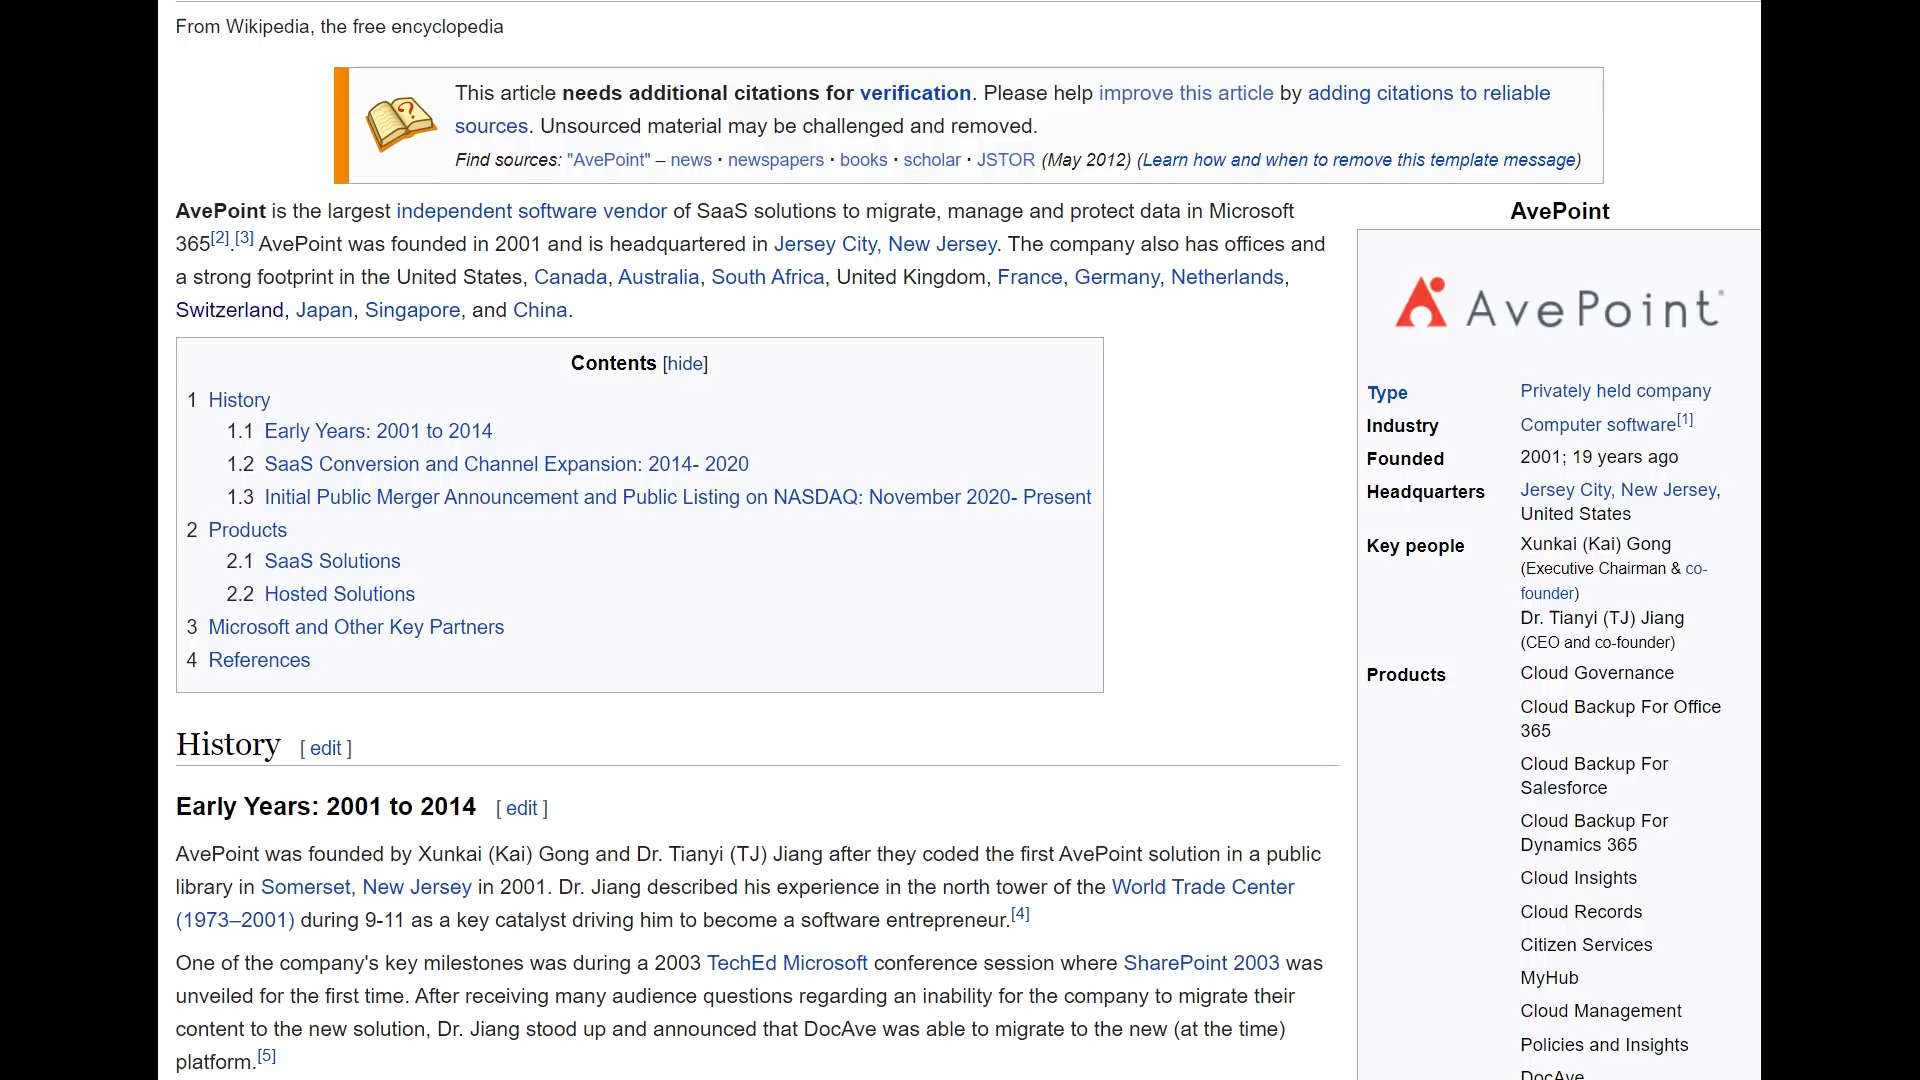 From Wikipedia, the free encyclopedia
This article needs additional citations for verification. Please help improve this article by adding citations to reliable
sources. Unsourced material may be challenged and removed.
Find sources: "AvePoint" – news · newspapers · books · scholar · JSTOR (May 2012) (Learn how and when to remove this template message)
AvePoint is the largest independent software vendor of SaaS solutions to migrate, manage and protect data in Microsoft
365[2].[3] AvePoint was founded in 2001 and is headquartered in Jersey City, New Jersey. The company also has offices and
a strong footprint in the United States, Canada, Australia, South Africa, United Kingdom, France, Germany, Netherlands,
Switzerland, Japan, Singapore, and China.
Contents [hide]
1 History
1.1 Early Years: 2001 to 2014
1.2 SaaS Conversion and Channel Expansion: 2014- 2020
1.3 Initial Public Merger Announcement and Public Listing on NASDAQ: November 2020- Present
2 Products
2.1 SaaS Solutions
2.2 Hosted Solutions
3 Microsoft and Other Key Partners
4 References
History [ edit ]
Early Years: 2001 to 2014 [ edit ]
AvePoint was founded by Xunkai (Kai) Gong and Dr. Tianyi (TJ) Jiang after they coded the first AvePoint solution in a public
library in Somerset, New Jersey in 2001. Dr. Jiang described his experience in the north tower of the World Trade Center
(1973–2001) during 9-11 as a key catalyst driving him to become a software entrepreneur.[4]
One of the company's key milestones was during a 2003 TechEd Microsoft conference session where SharePoint 2003 was
unveiled for the first time. After receiving many audience questions regarding an inability for the company to migrate their
content to the new solution, Dr. Jiang stood up and announced that DocAve was able to migrate to the new (at the time)
platform.[5]
AvePoint
AvePoint
Type Privately held company
Industry Computer software[1]
Founded 2001; 19 years ago
Headquarters Jersey City, New Jersey,
United States
Key people Xunkai (Kai) Gong
(Executive Chairman & co-
founder)
Dr. Tianyi (TJ) Jiang
(CEO and co-founder)
Products Cloud Governance
Cloud Backup For Office
365
Cloud Backup For
Salesforce
Cloud Backup For
Dynamics 365
Cloud Insights
Cloud Records
Citizen Services
MyHub
Cloud Management
Policies and Insights
DocAve